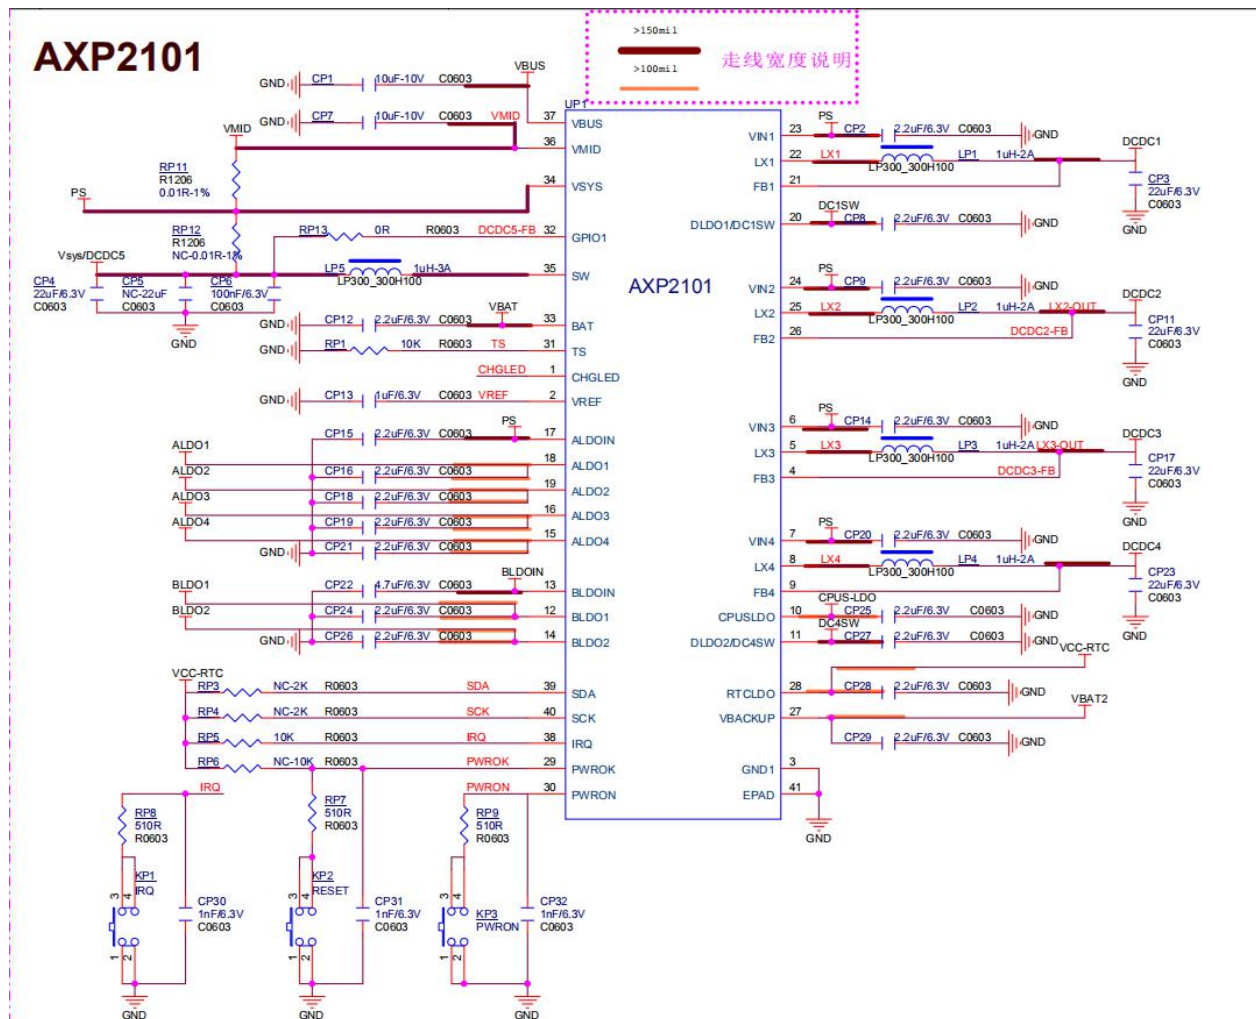 AXP2101
>150mil
>100mil
走线宽度说明
VBUS
GND CP1 10uF-10V C0603
GND CP7 10uF-10V C0603 VMID
VMID
RP11
R1206
0.01R-1%
PS
RP12
R1206
NC-0.01R-1%
RP13 0R R0603 DCDC5-FB
Vsys/DCDC5
LP5 1uH-3A
LP300_300H100
CP4
22uF/6.3V
C0603
CP5
NC-22uF
C0603
CP6
100nF/6.3V
C0603
GND
VBAT
GND CP12 2.2uF/6.3V C0603
GND RP1 10K R0603 TS
CHGLED
GND CP13 1uF/6.3V C0603 VREF
PS
CP15 2.2uF/6.3V C0603
ALDO1
CP16 2.2uF/6.3V C0603
ALDO2
CP18 2.2uF/6.3V C0603
ALDO3
CP19 2.2uF/6.3V C0603
ALDO4
GND CP21 2.2uF/6.3V C0603
BLDOIN
CP22 4.7uF/6.3V C0603
BLDO1
CP24 2.2uF/6.3V C0603
BLDO2
GND CP26 2.2uF/6.3V C0603
VCC-RTC
RP3 NC-2K R0603 SDA
RP4 NC-2K R0603 SCK
RP5 10K R0603 IRQ
RP6 NC-10K R0603 PWROK
IRQ
PWRON
RP8
510R
R0603
RP7
510R
R0603
RP9
510R
R0603
KP1
IRQ
3 4
1 2
CP30
1nF/6.3V
C0603
KP2
RESET
3 4
1 2
CP31
1nF/6.3V
C0603
KP3
PWRON
3 4
1 2
CP32
1nF/6.3V
C0603
GND
GND
GND
UP1
AXP2101
37 VBUS
36 VMID
34 VSYS
32 GPIO1
35 SW
33 BAT
31 TS
1 CHGLED
2 VREF
17 ALDOIN
18 ALDO1
19 ALDO2
16 ALDO3
15 ALDO4
13 BLDOIN
12 BLDO1
14 BLDO2
39 SDA
40 SCK
38 IRQ
29 PWROK
30 PWRON
VIN1 23
LX1 22
FB1 21
DLDO1/DC1SW 20
VIN2 24
LX2 25
FB2 26
VIN3 6
LX3 5
FB3 4
VIN4 7
LX4 8
FB4 9
CPUSLDO 10
DLDO2/DC4SW 11
RTCLDO 28
VBACKUP 27
GND1 3
EPAD 41
GND
PS
CP2 2.2uF/6.3V C0603 GND
LX1 LP1 1uH-2A
LP300_300H100
DCDC1
CP3
22uF/6.3V
C0603
GND
DC1SW
CP8 2.2uF/6.3V C0603 GND
PS
CP9 2.2uF/6.3V C0603 GND
LX2 LP2 1uH-2A LX2-OUT
LP300_300H100
DCDC2-FB
DCDC2
CP11
22uF/6.3V
C0603
GND
PS
CP14 2.2uF/6.3V C0603 GND
LX3 LP3 1uH-2A LX3-OUT
LP300_300H100
DCDC3-FB
DCDC3
CP17
22uF/6.3V
C0603
GND
PS
CP20 2.2uF/6.3V C0603 GND
LX4 LP4 1uH-2A
LP300_300H100
DCDC4
CP23
22uF/6.3V
C0603
GND
CPUS-LDO
CP25 2.2uF/6.3V C0603 GND
DC4SW
CP27 2.2uF/6.3V C0603 GND
VCC-RTC
CP28 2.2uF/6.3V C0603 GND
VBAT2
CP29 2.2uF/6.3V C0603 GND